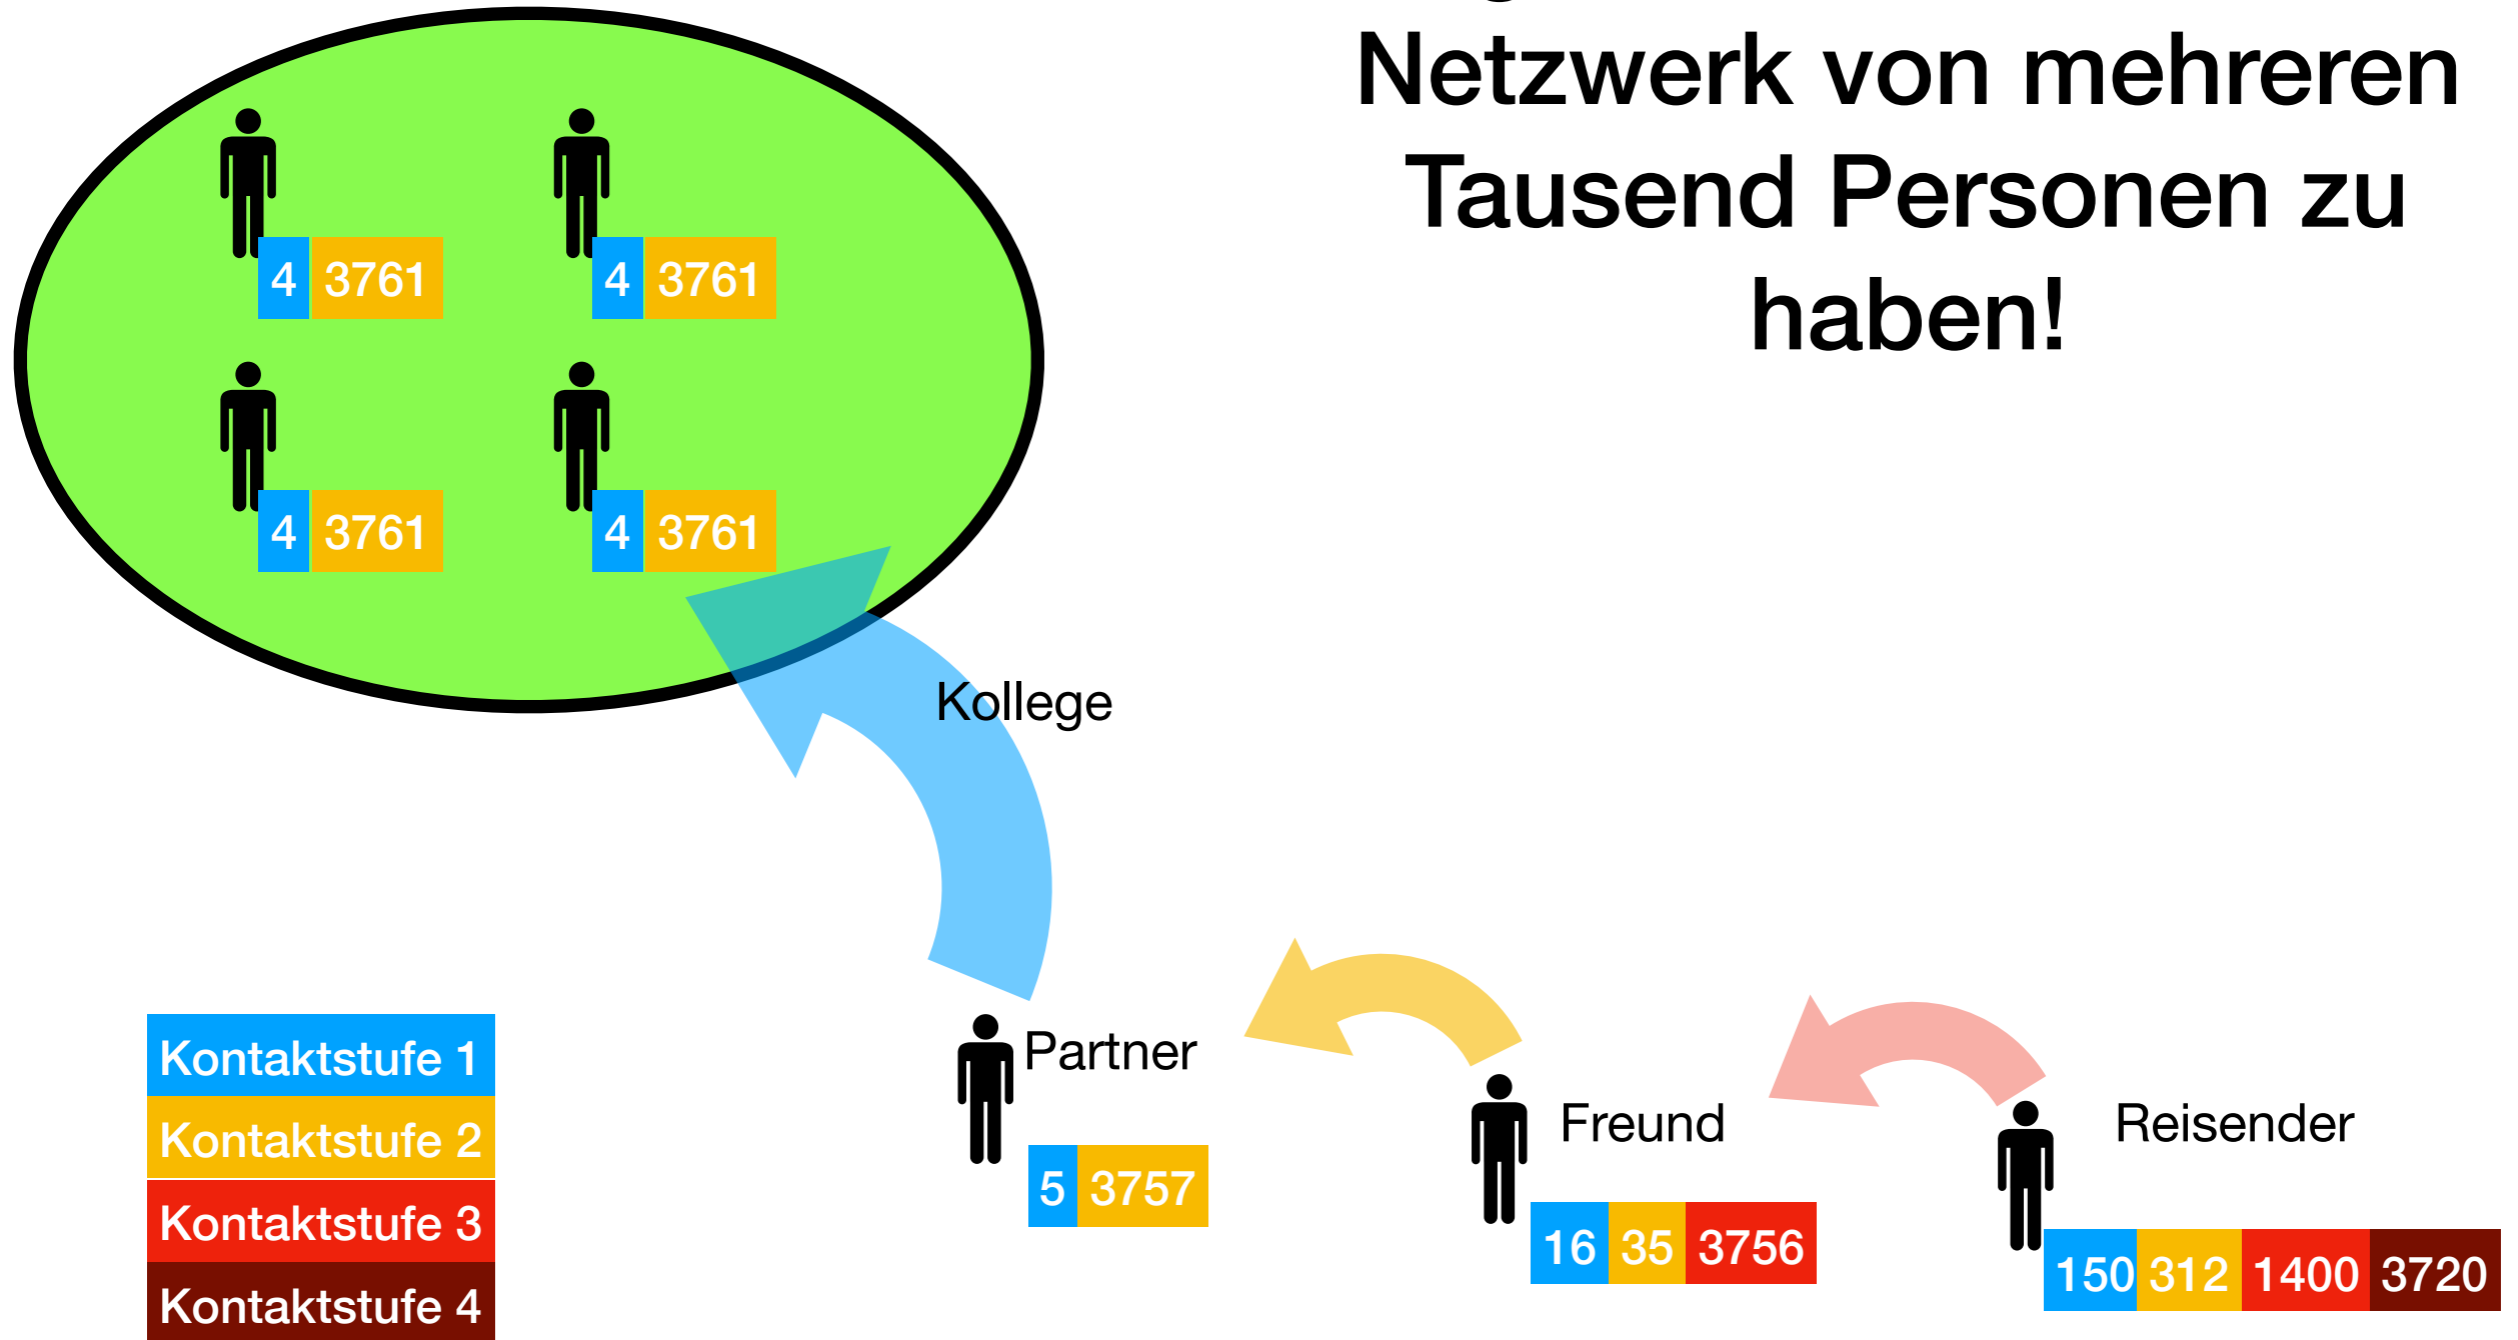 Netzwerk von mehreren
Tausend Personen zu
haben!
4 3761
4 3761
4 3761
4 3761
Kollege
Partner
5 3757
Freund
16 35 3756
Reisender
150 312 1400 3720
Kontaktstufe 1
Kontaktstufe 2
Kontaktstufe 3
Kontaktstufe 4